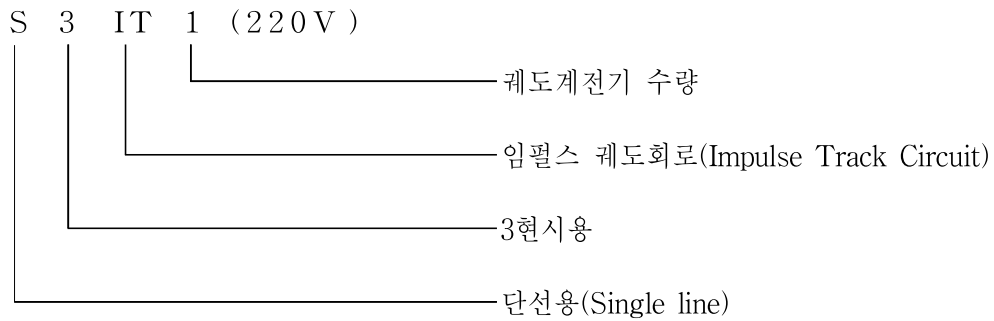 S 3 IT 1 (220V)
궤도계전기 수량
임펄스 궤도회로(Impulse Track Circuit)
3현시용
단선용(Single line)